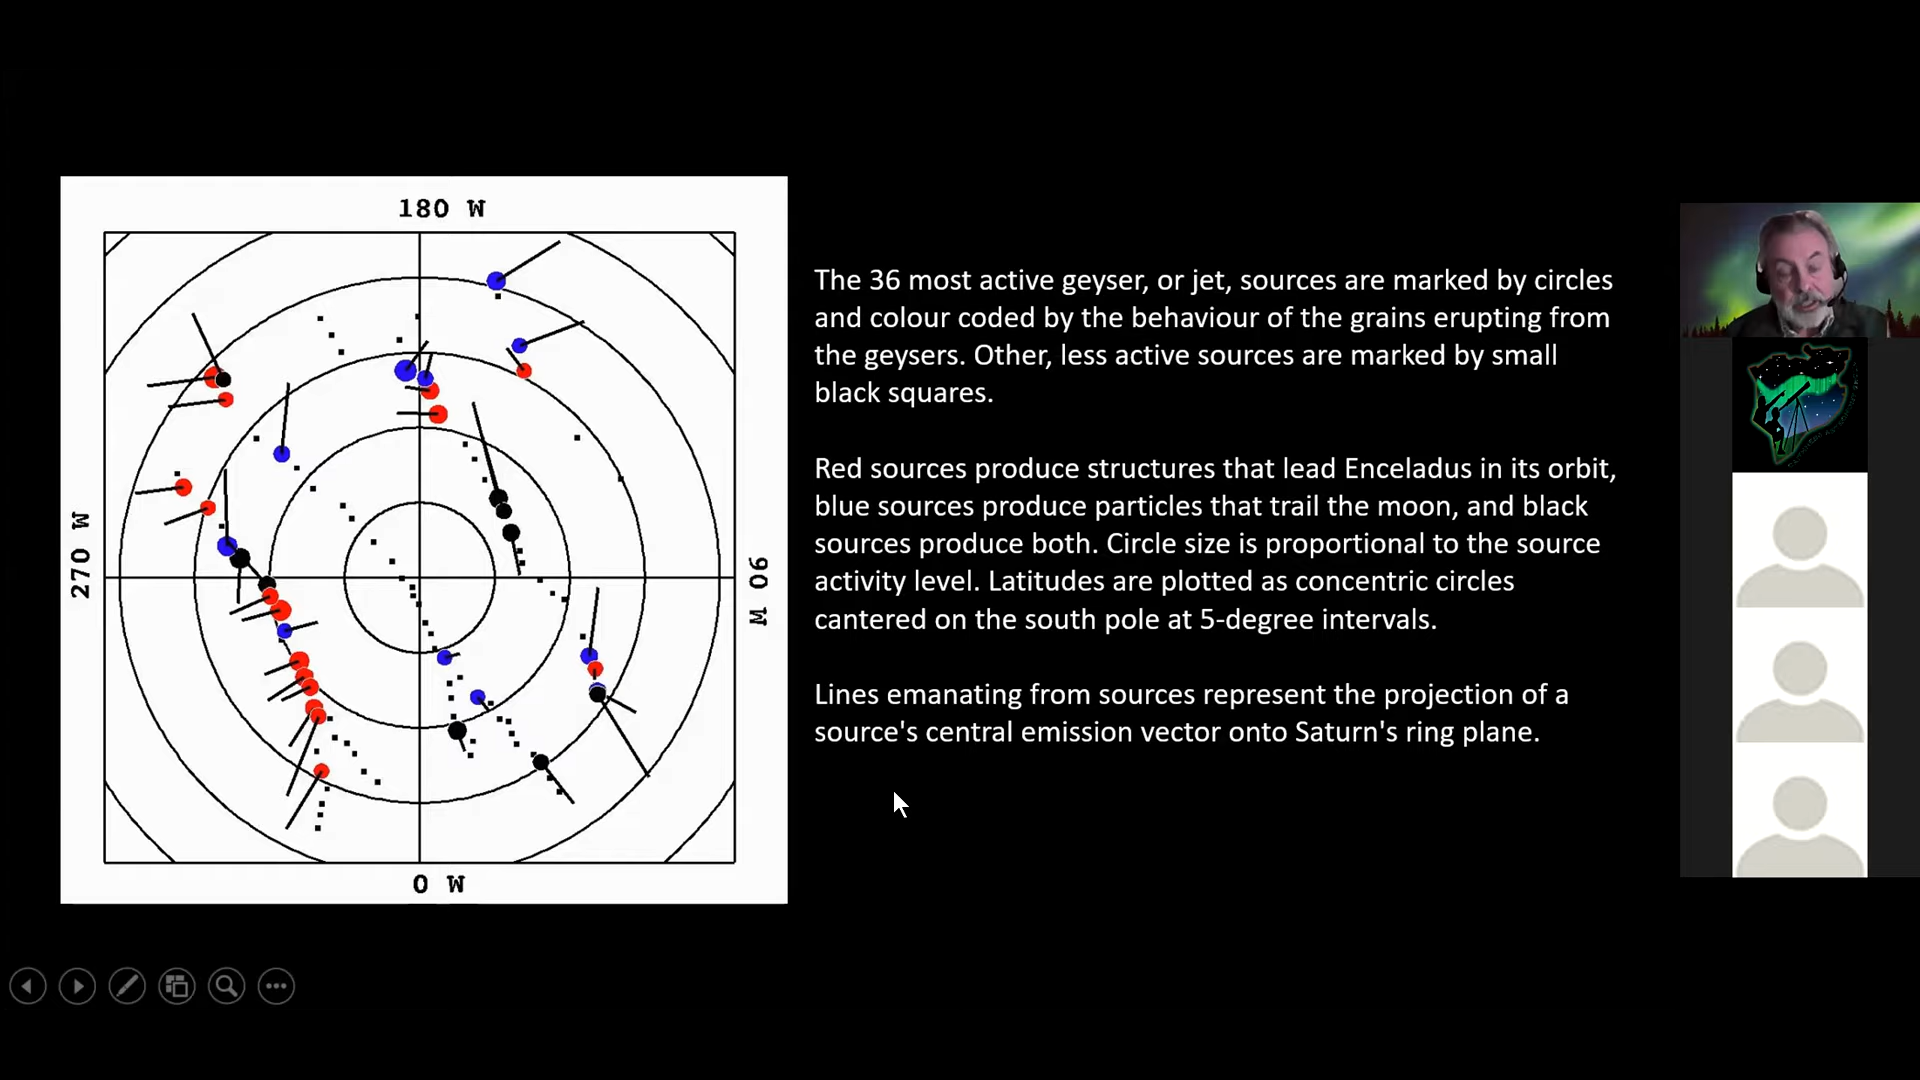 180 W
270 W
90 W
0 W
The 36 most active geyser, or jet, sources are marked by circles
and colour coded by the behaviour of the grains erupting from
the geysers. Other, less active sources are marked by small
black squares.
Red sources produce structures that lead Enceladus in its orbit,
blue sources produce particles that trail the moon, and black
sources produce both. Circle size is proportional to the source
activity level. Latitudes are plotted as concentric circles
cantered on the south pole at 5-degree intervals.
Lines emanating from sources represent the projection of a
source's central emission vector onto Saturn's ring plane.